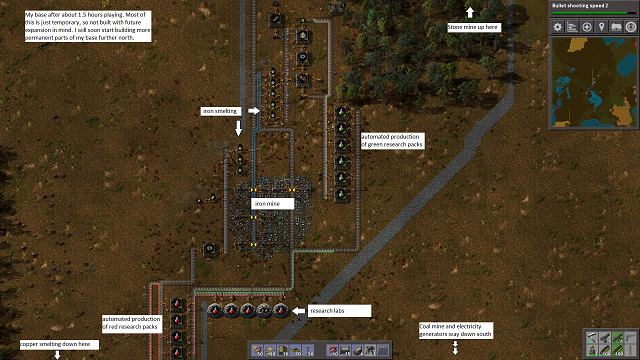 My base after about 1.5 hours playing. Most of
this is just temporary, so not built with future
expansion in mind. I will soon start building more
permanent parts of my base further north.
Stone mine up here
Bullet shooting speed 2
iron smelting
automated production
of green research packs
iron mine
research labs
automated production
of red research packs
copper smelting down here
Coal mine and electricity
generators way down south